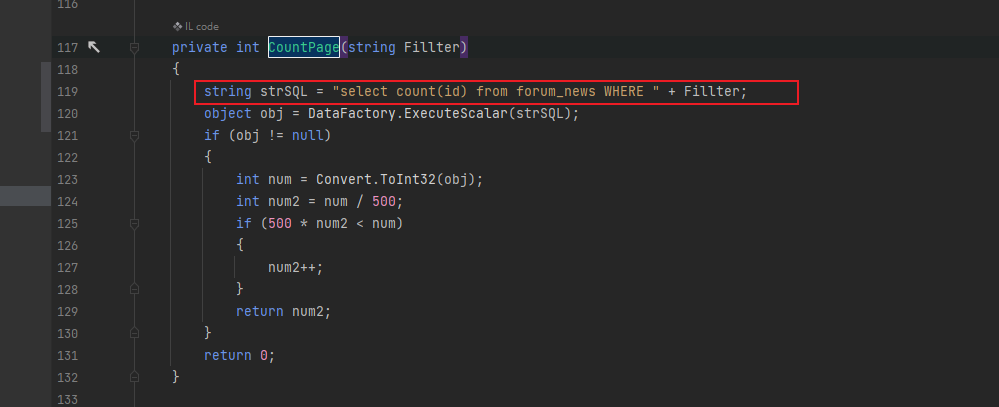 116
IL code
117 private int CountPage(string Fillter)
118 {
119 string strSQL = "select count(id) from forum_news WHERE " + Fillter;
120 object obj = DataFactory.ExecuteScalar(strSQL);
121 if (obj != null)
122 {
123 int num = Convert.ToInt32(obj);
124 int num2 = num / 500;
125 if (500 * num2 < num)
126 {
127 num2++;
128 }
129 return num2;
130 }
131 return 0;
132 }
133